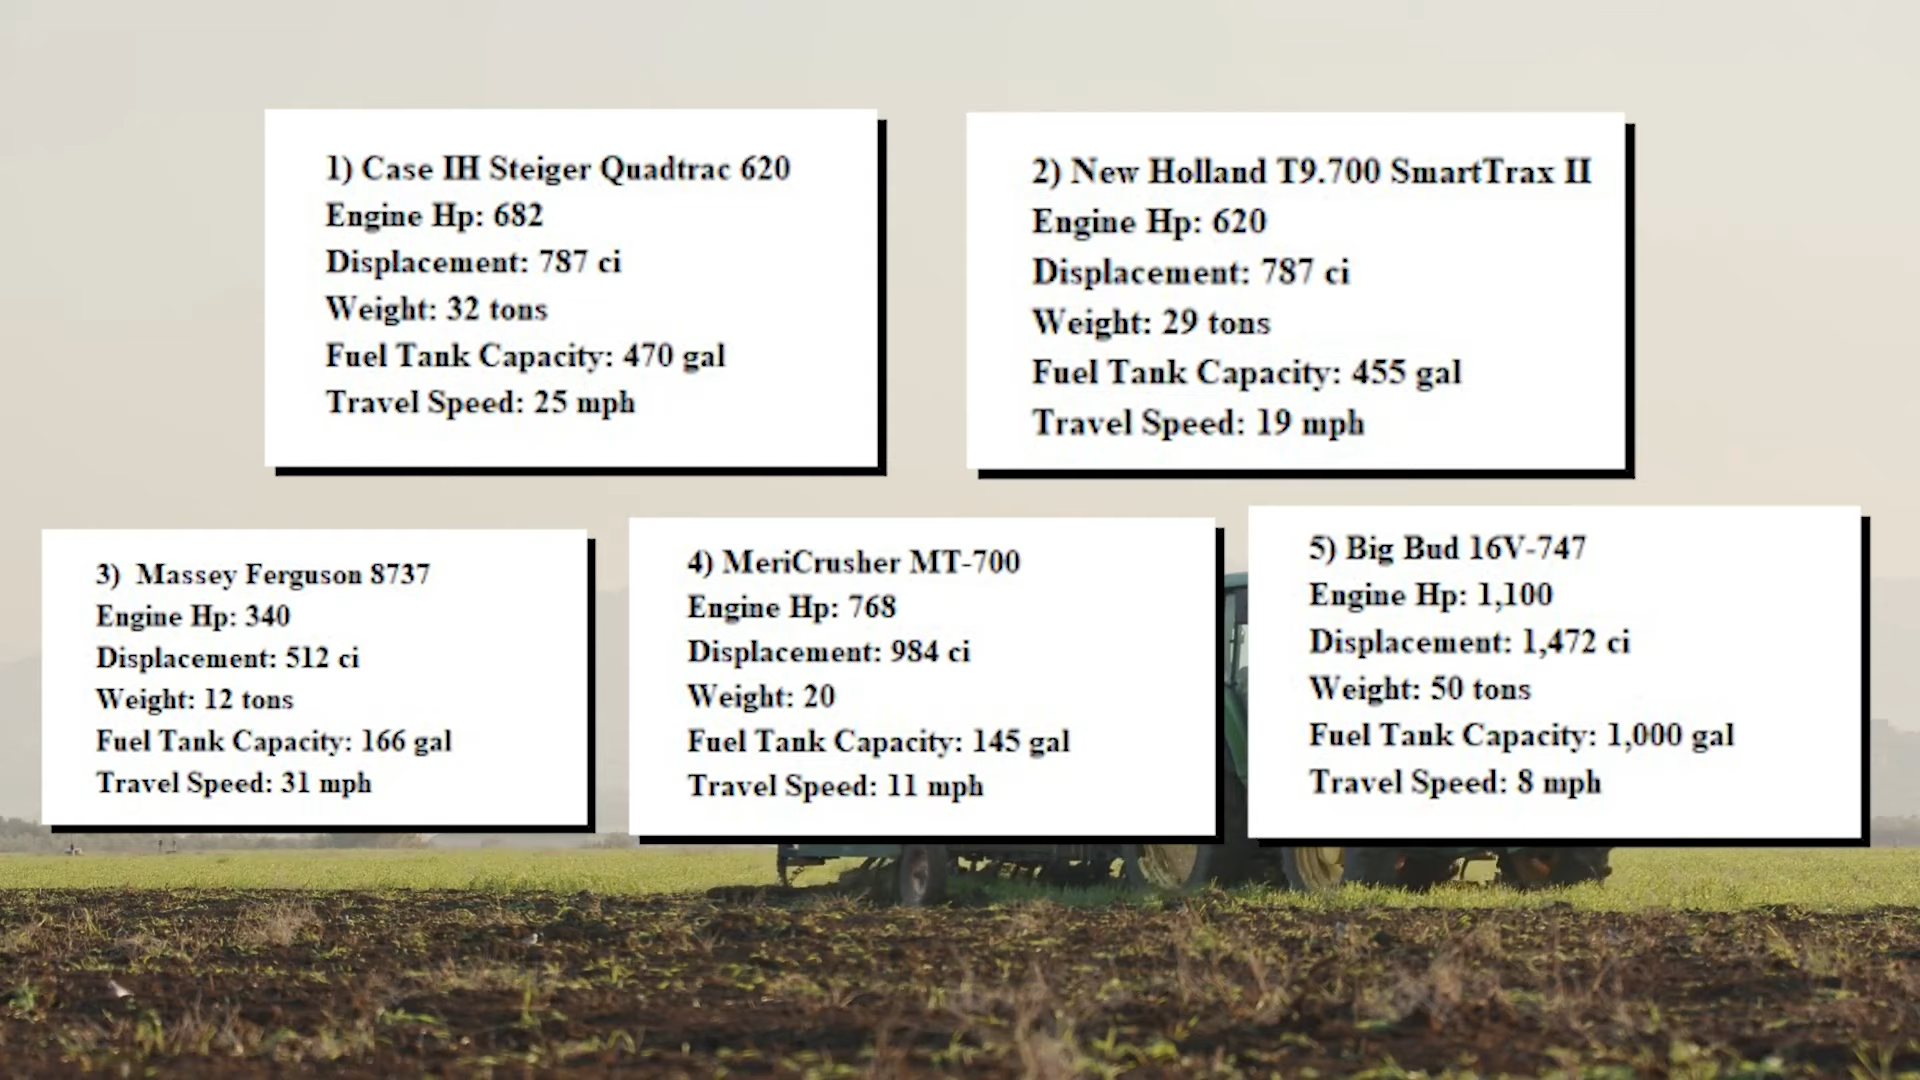 1) Case IH Steiger Quadtrac 620
Engine Hp: 682
Displacement: 787 ci
Weight: 32 tons
Fuel Tank Capacity: 470 gal
Travel Speed: 25 mph
2) New Holland T9.700 SmartTrax II
Engine Hp: 620
Displacement: 787 ci
Weight: 29 tons
Fuel Tank Capacity: 455 gal
Travel Speed: 19 mph
3) Massey Ferguson 8737
Engine Hp: 340
Displacement: 512 ci
Weight: 12 tons
Fuel Tank Capacity: 166 gal
Travel Speed: 31 mph
4) MeriCrusher MT-700
Engine Hp: 768
Displacement: 984 ci
Weight: 20
Fuel Tank Capacity: 145 gal
Travel Speed: 11 mph
5) Big Bud 16V-747
Engine Hp: 1,100
Displacement: 1,472 ci
Weight: 50 tons
Fuel Tank Capacity: 1,000 gal
Travel Speed: 8 mph